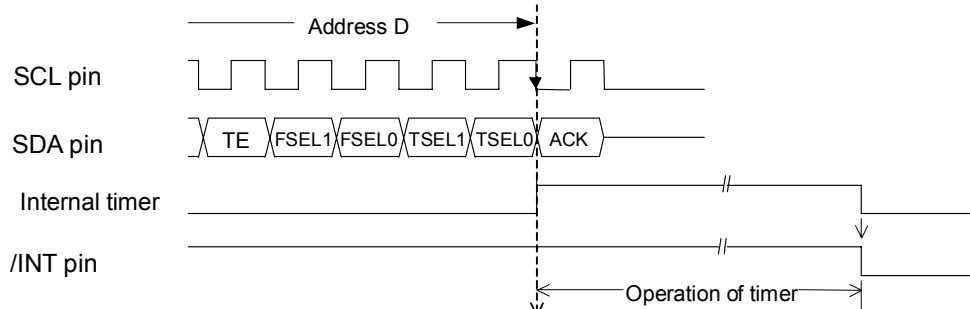 Address D
SCL pin
SDA pin TE FSEL1 FSEL0 TSEL1 TSEL0 ACK
Internal timer
/INT pin
Operation of timer